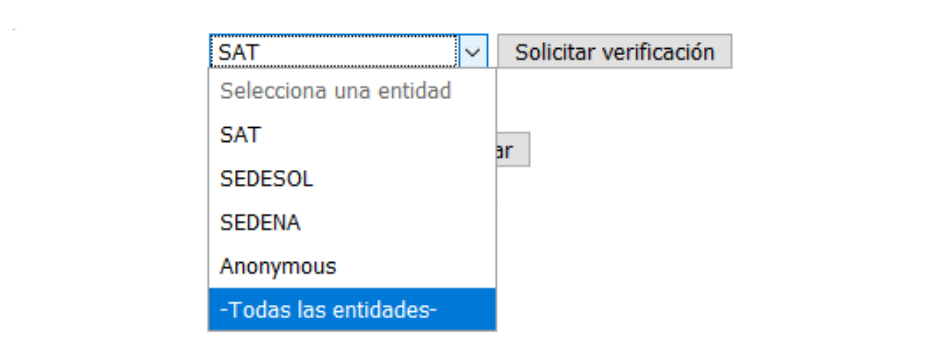 SAT Solicitar verificación
Selecciona una entidad
SAT
ar
SEDESOL
SEDENA
Anonymous
-Todas las entidades-